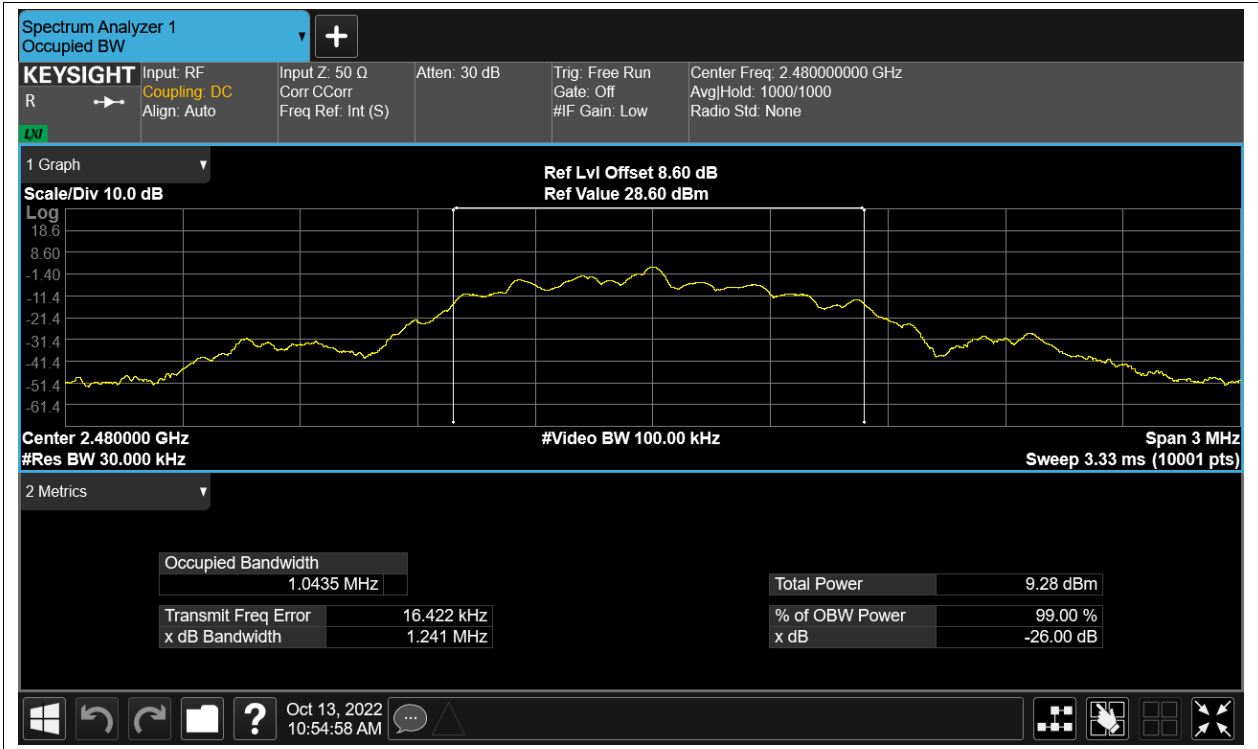 Spectrum Analyzer 1
Occupied BW
KEYSIGHT
R
LXI
Input: RF
Coupling: DC
Align: Auto
Input Z: 50 Ω
Corr CCorr
Freq Ref: Int (S)
Atten: 30 dB
Trig: Free Run
Gate: Off
#IF Gain: Low
Center Freq: 2.480000000 GHz
Avg|Hold: 1000/1000
Radio Std: None
1 Graph
Scale/Div 10.0 dB
Ref Lvl Offset 8.60 dB
Ref Value 28.60 dBm
Log
18.6
8.60
-1.40
-11.4
-21.4
-31.4
-41.4
-51.4
-61.4
Center 2.480000 GHz
#Res BW 30.000 kHz
#Video BW 100.00 kHz
Span 3 MHz
Sweep 3.33 ms (10001 pts)
2 Metrics
Occupied Bandwidth
1.0435 MHz
Transmit Freq Error 16.422 kHz
x dB Bandwidth 1.241 MHz
Total Power 9.28 dBm
% of OBW Power 99.00 %
x dB -26.00 dB
?
Oct 13, 2022
10:54:58 AM